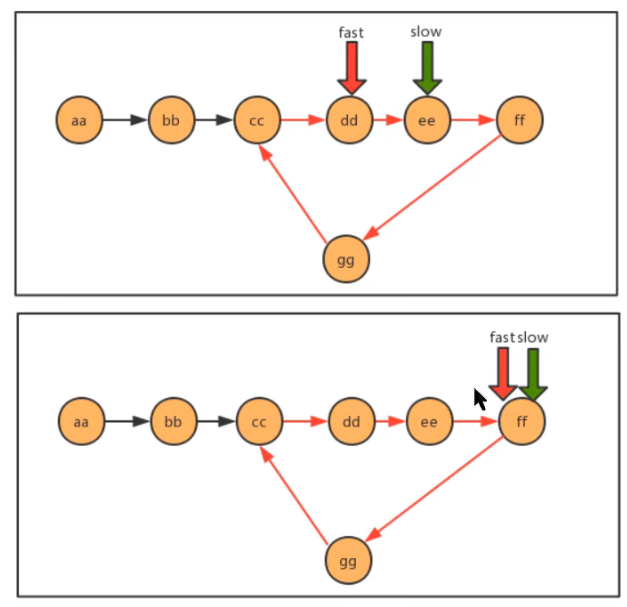 fast slow
aa bb cc dd ee ff
gg
fast slow
aa bb cc dd ee ff
gg